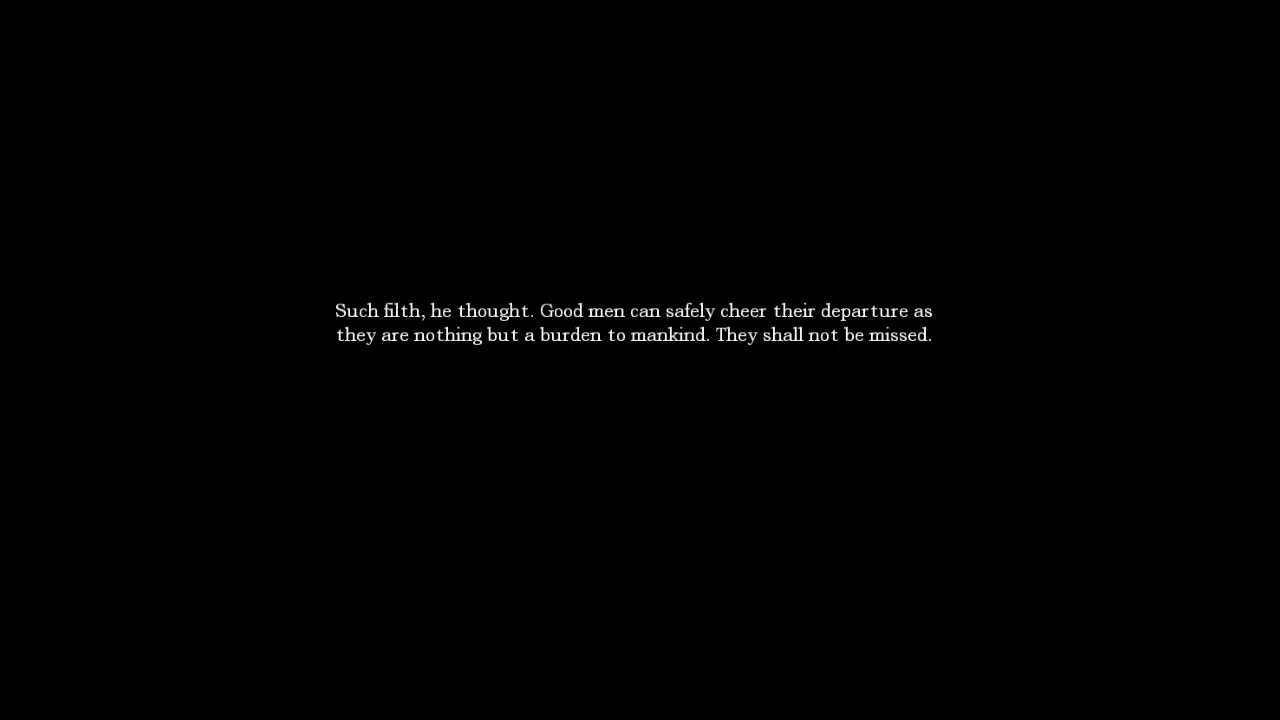 Such filth, he thought. Good men can safely cheer their departure as
they are nothing but a burden to mankind. They shall not be missed.